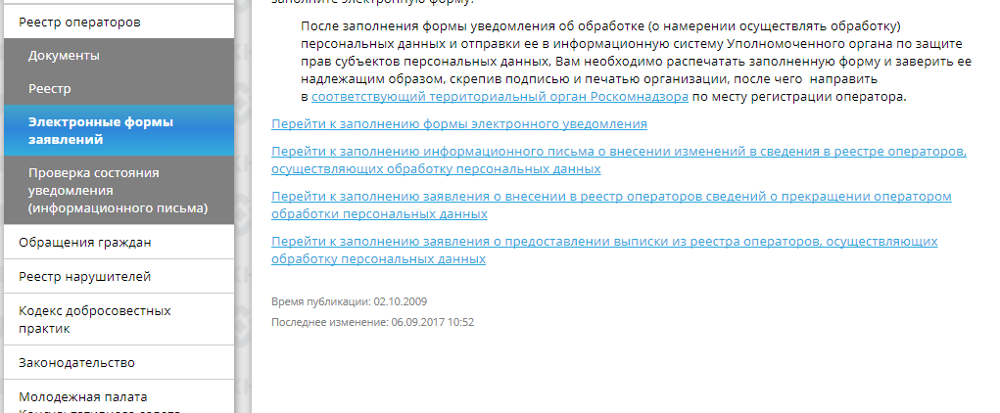 Реестр операторов
Документы
Реестр
Электронные формы
заявлений
Проверка состояния
уведомления
(информационного письма)
Обращения граждан
Реестр нарушителей
Кодекс добросовестных
практик
Законодательство
Молодежная палата
Консультативного совета
заполните электронную форму.
После заполнения формы уведомления об обработке (о намерении осуществлять обработку)
персональных данных и отправки ее в информационную систему Уполномоченного органа по защите
прав субъектов персональных данных, Вам необходимо распечатать заполненную форму и заверить ее
надлежащим образом, скрепив подписью и печатью организации, после чего  направить
в соответствующий территориальный орган Роскомнадзора по месту регистрации оператора.
Перейти к заполнению формы электронного уведомления
Перейти к заполнению информационного письма о внесении изменений в сведения в реестре операторов,
осуществляющих обработку персональных данных
Перейти к заполнению заявления о внесении в реестр операторов сведений о прекращении оператором
обработки персональных данных
Перейти к заполнению заявления о предоставлении выписки из реестра операторов, осуществляющих
обработку персональных данных
Время публикации: 02.10.2009
Последнее изменение: 06.09.2017 10:52